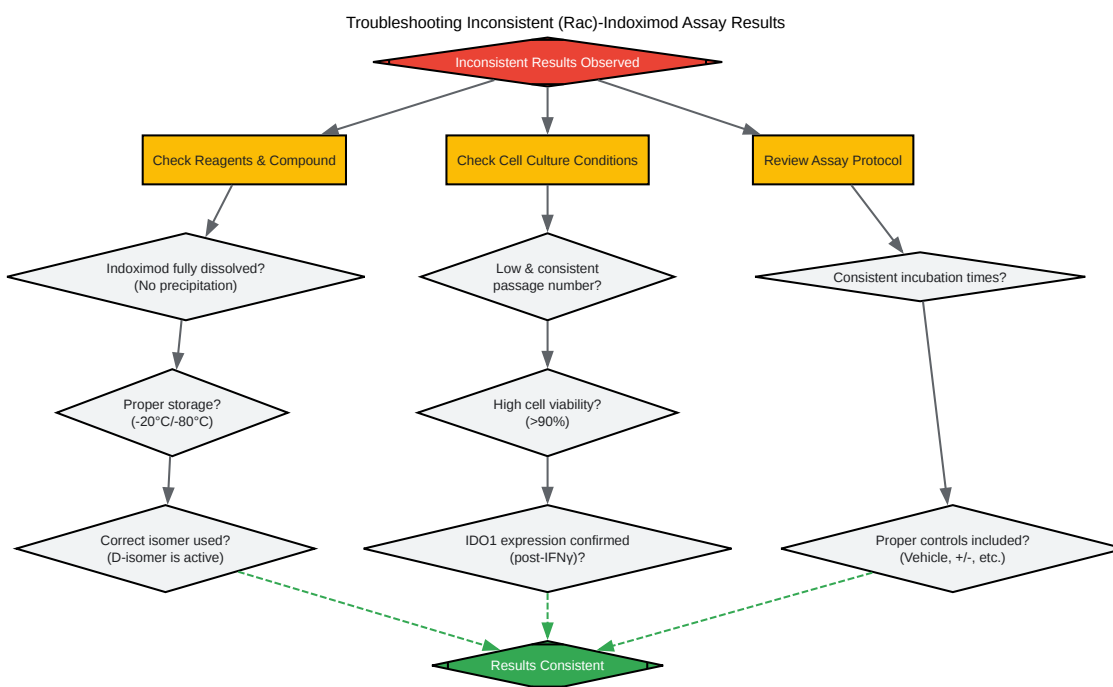 Troubleshooting Inconsistent (Rac)-Indoximod Assay Results
Inconsistent Results Observed
Check Reagents & Compound
Check Cell Culture Conditions
Review Assay Protocol
Indoximod fully dissolved?
(No precipitation)
Low & consistent
passage number?
Consistent incubation times?
Proper storage?
(-20°C/-80°C)
High cell viability?
(>90%)
Correct isomer used?
(D-isomer is active)
IDO1 expression confirmed
(post-IFNγ)?
Proper controls included?
(Vehicle, +/-, etc.)
Results Consistent